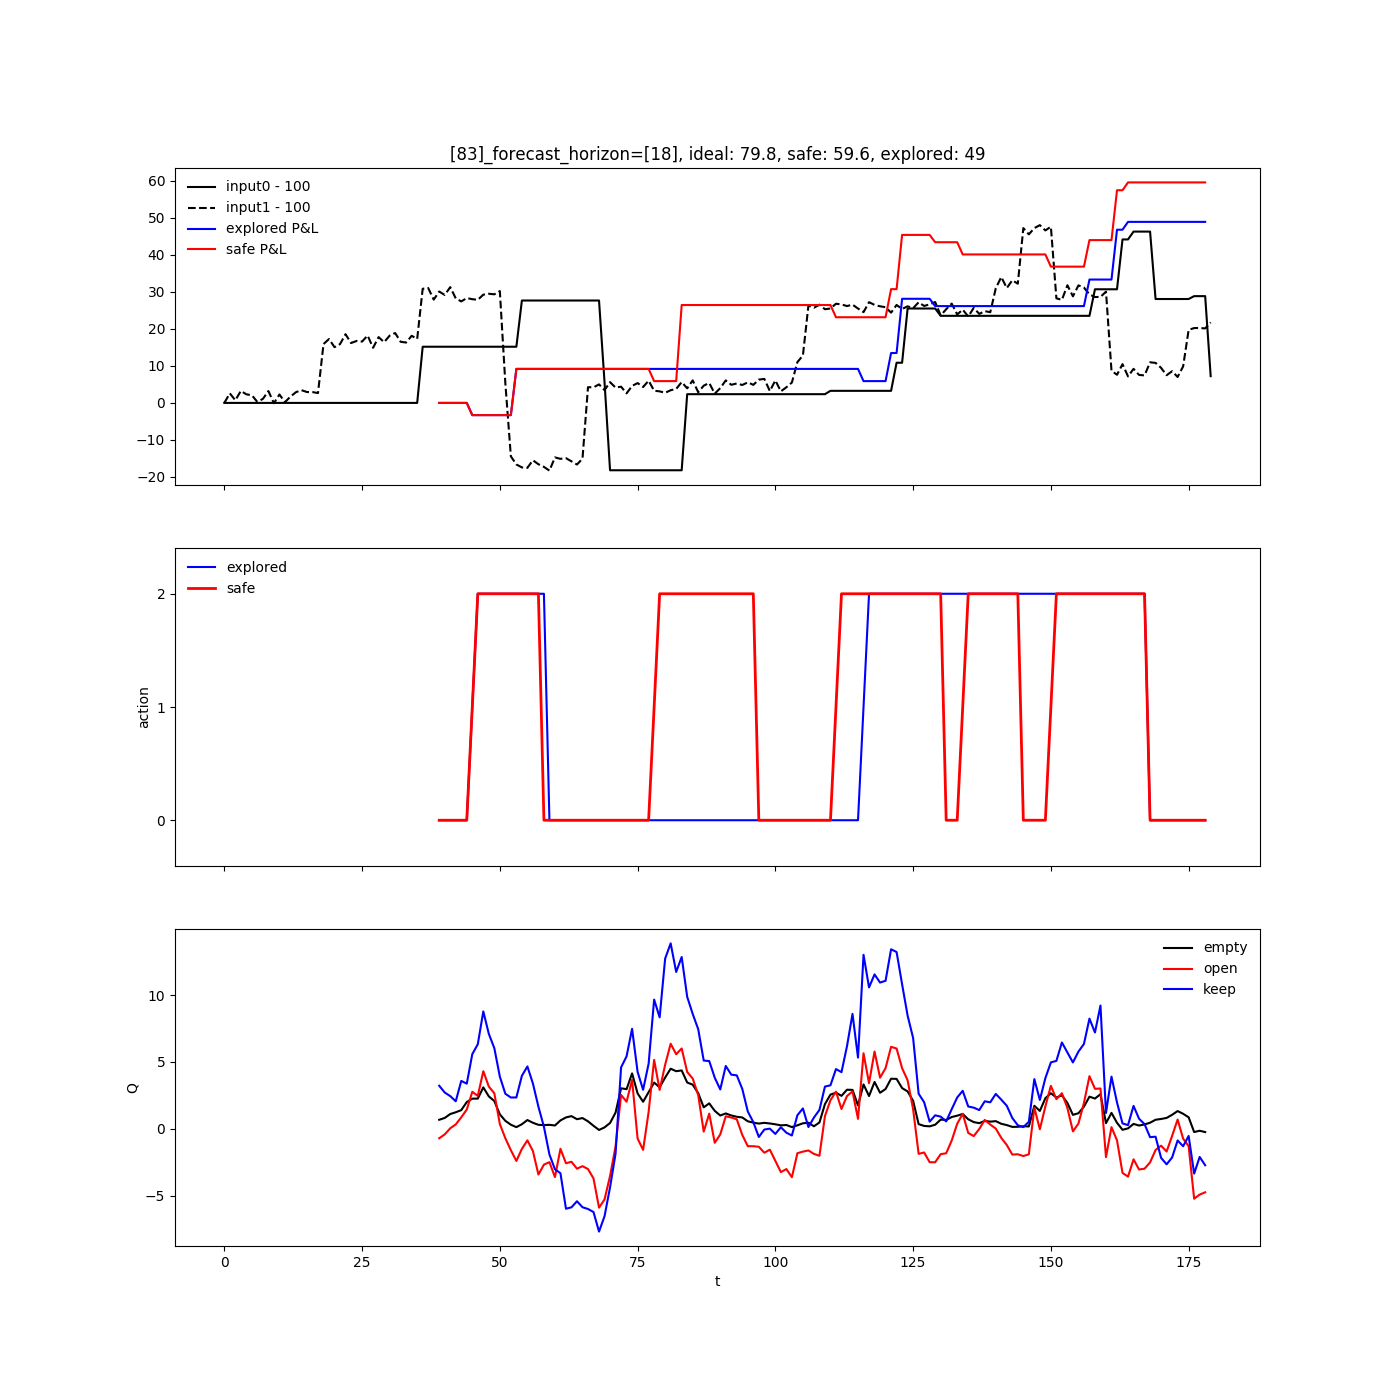 [83]_forecast_horizon=[18], ideal: 79.8, safe: 59.6, explored: 49
60
50
40
30
20
10
0
−10
−20
input0 - 100
input1 - 100
explored P&L
safe P&L
2
1
0
action
explored
safe
10
5
0
−5
Q
empty
open
keep
0 25 50 75 100 125 150 175
t